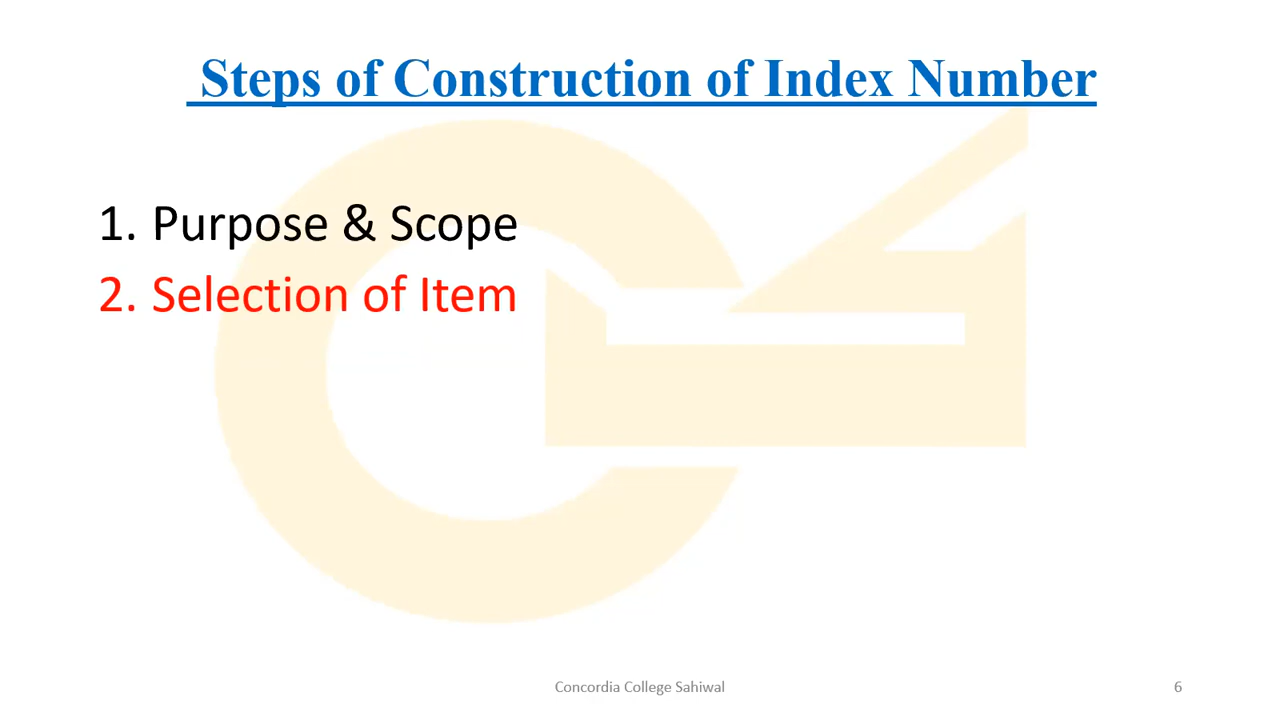 Steps of Construction of Index Number
1. Purpose & Scope
2. Selection of Item
Concordia College Sahiwal
6